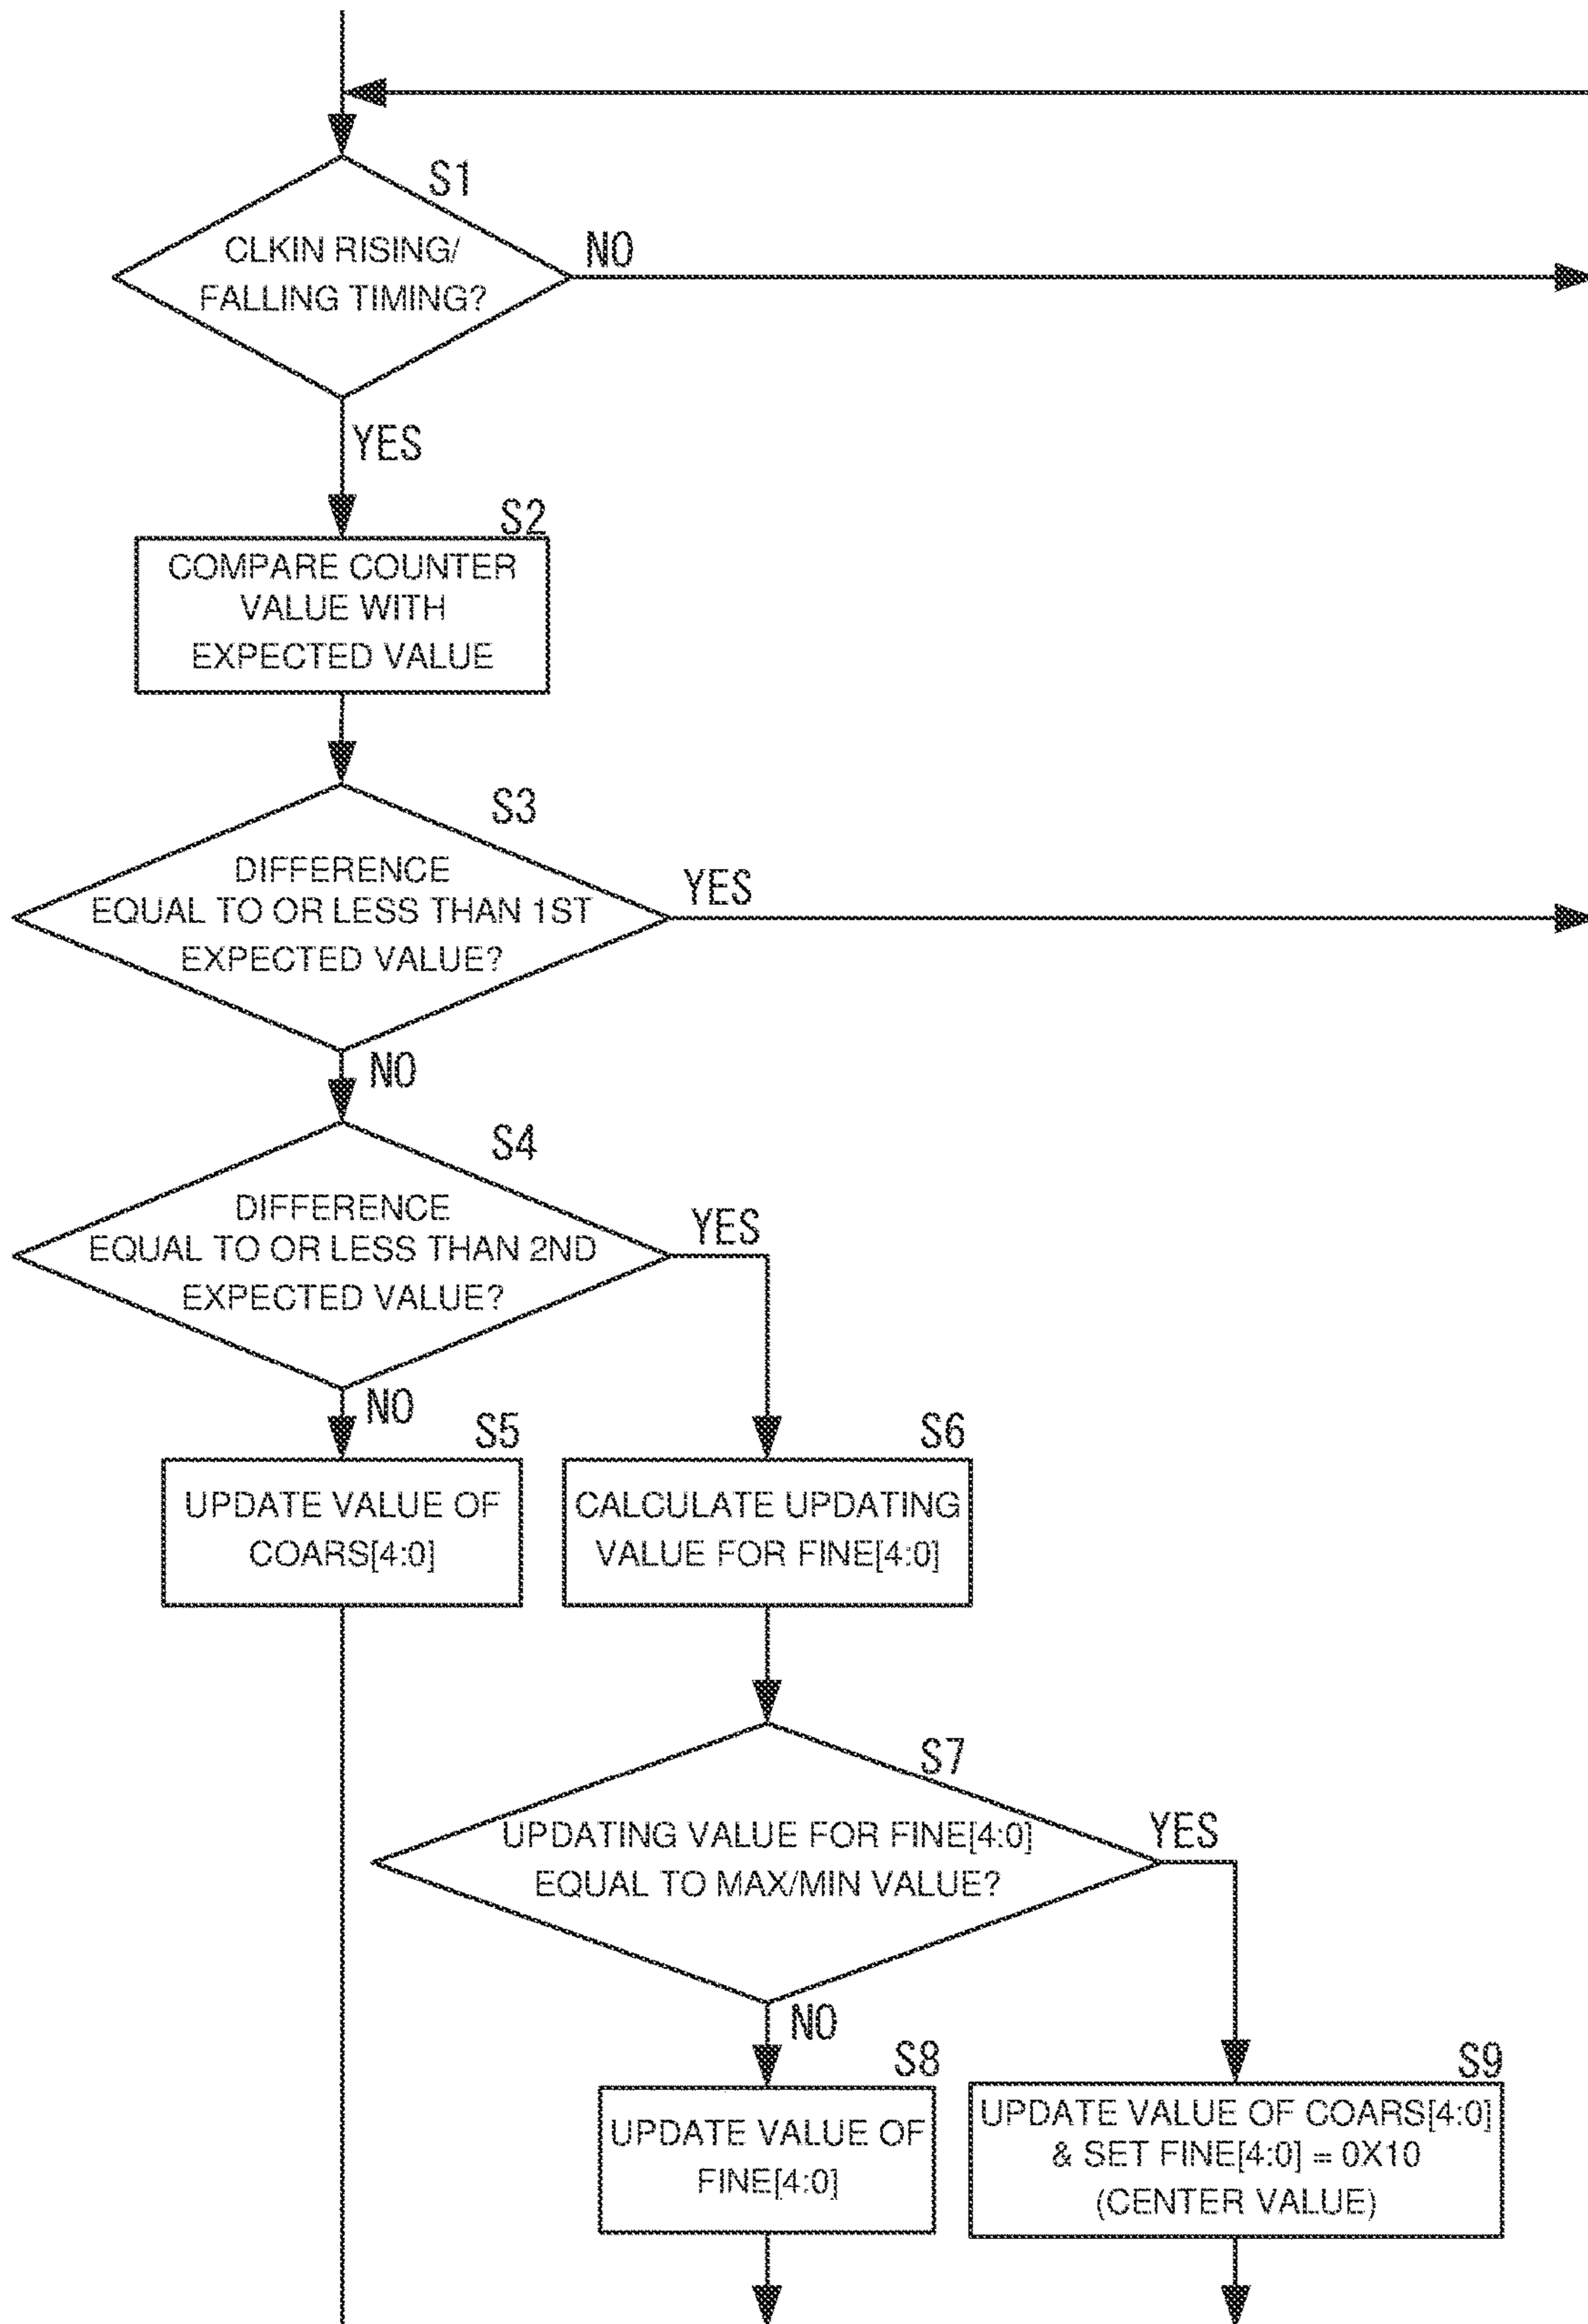 S1
CLKIN RISING/
FALLING TIMING?
NO
YES
S2
COMPARE COUNTER
VALUE WITH
EXPECTED VALUE
S3
DIFFERENCE
EQUAL TO OR LESS THAN 1ST
EXPECTED VALUE?
YES
NO
S4
DIFFERENCE
EQUAL TO OR LESS THAN 2ND
EXPECTED VALUE?
YES
NO
S5
UPDATE VALUE OF
COARS[4:0]
S6
CALCULATE UPDATING
VALUE FOR FINE[4:0]
S7
UPDATING VALUE FOR FINE[4:0]
EQUAL TO MAX/MIN VALUE?
YES
NO
S8
UPDATE VALUE OF
FINE[4:0]
S9
UPDATE VALUE OF COARS[4:0]
& SET FINE[4:0] = 0X10
(CENTER VALUE)